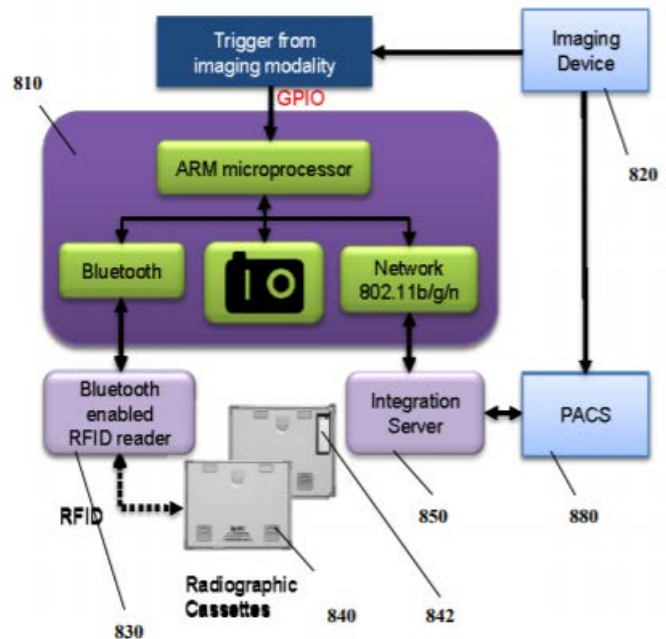 Trigger from
imaging modality
Imaging
Device
810
GPIO
820
ARM microprocessor
Bluetooth
Network
802.11b/g/n
Bluetooth
enabled
RFID reader
Integration
Server
PACS
RFID
850
880
Radiographic
Cassettes
830
840
842